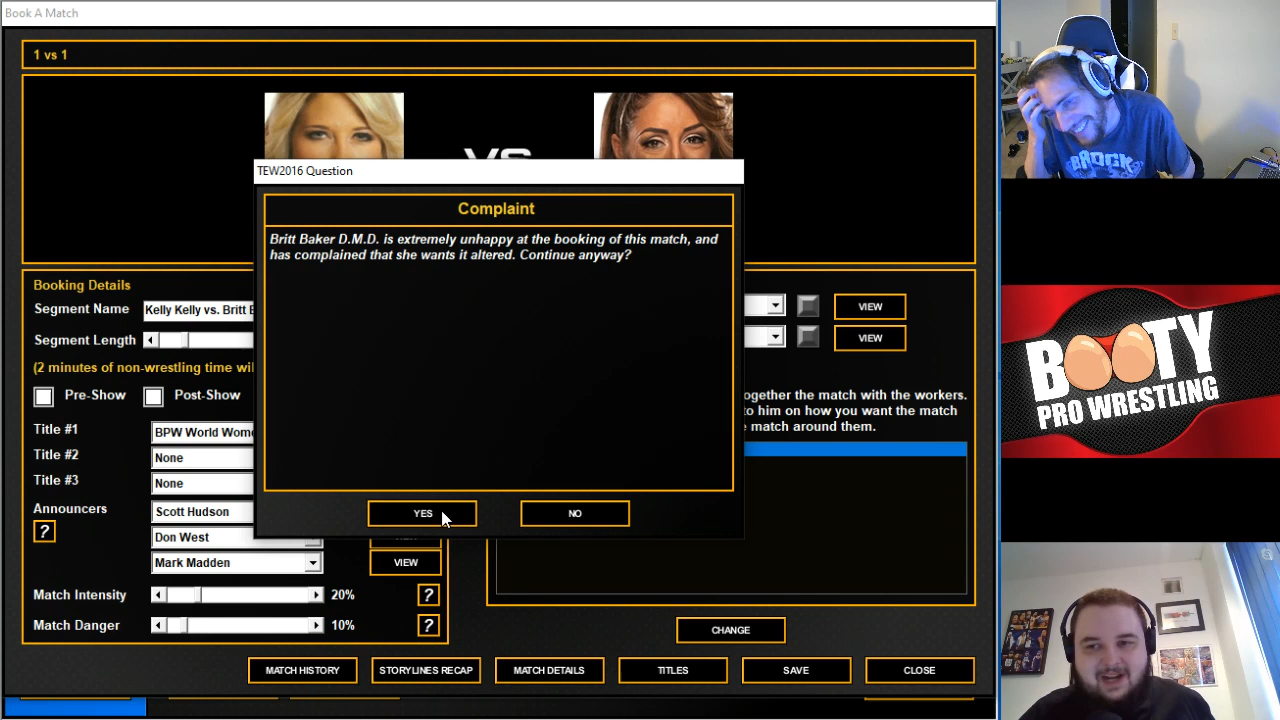 Book A Match
1 vs 1
VS
TEW2016 Question
Complaint
Britt Baker D.M.D. is extremely unhappy at the booking of this match, and
has complained that she wants it altered. Continue anyway?
YES
NO
Booking Details
Segment Name
Kelly Kelly vs. Britt
Segment Length
(2 minutes of non-wrestling time wil
Pre-Show
Post-Show
Title #1
BPW World Wome
Title #2
None
Title #3
None
Announcers
?
Scott Hudson
Don West
Mark Madden
VIEW
Match Intensity
20%
?
Match Danger
10%
?
VIEW
VIEW
ogether the match with the workers.
to him on how you want the match
e match around them.
CHANGE
MATCH HISTORY
STORYLINES RECAP
MATCH DETAILS
TITLES
SAVE
CLOSE
BROCK
BOOTY
PRO WRESTLING